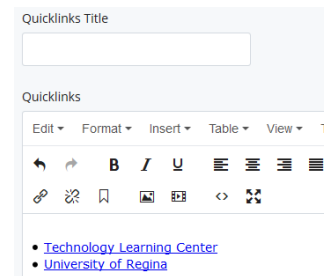 Quicklinks Title
Quicklinks
Edit Format Insert Table View
B I U
Technology Learning Center
University of Regina